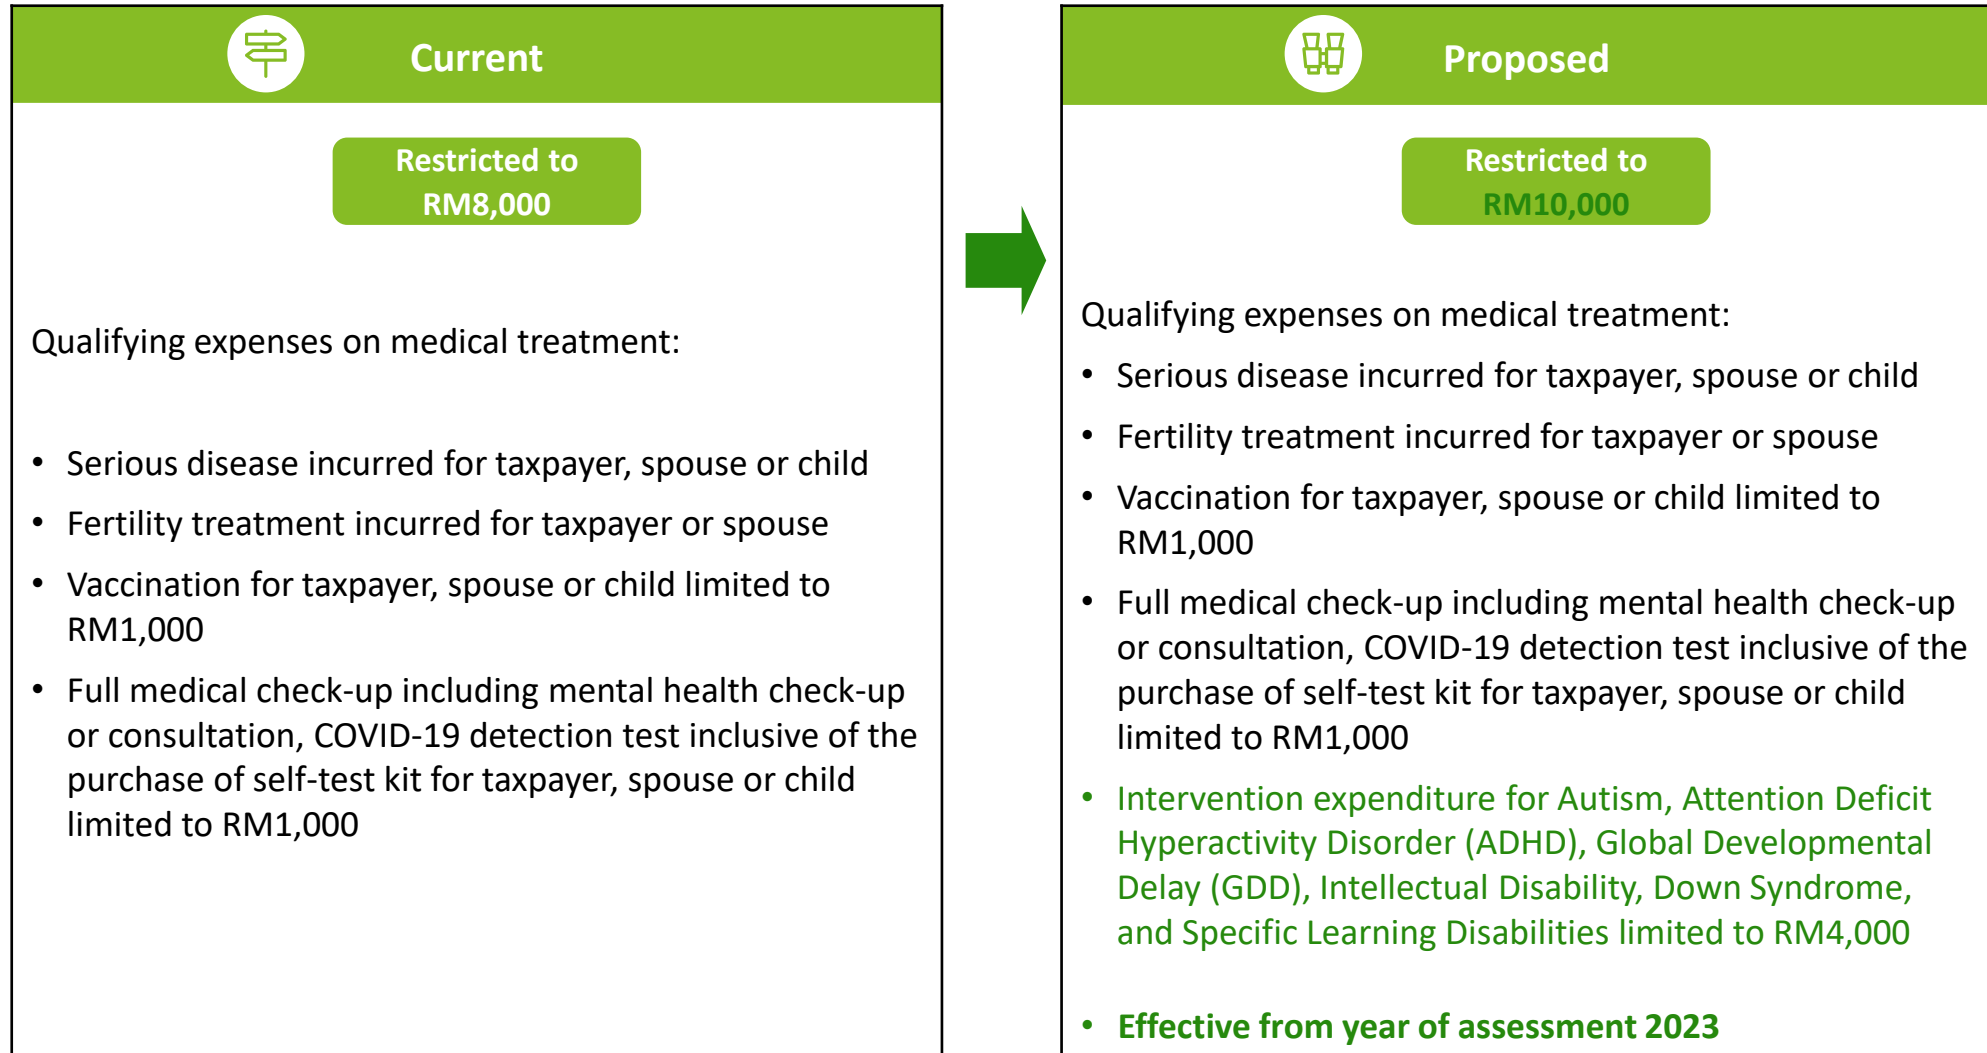 Current
Restricted to
RM8,000
Qualifying expenses on medical treatment:
• Serious disease incurred for taxpayer, spouse or child
• Fertility treatment incurred for taxpayer or spouse
• Vaccination for taxpayer, spouse or child limited to
RM1,000
• Full medical check-up including mental health check-up
or consultation, COVID-19 detection test inclusive of the
purchase of self-test kit for taxpayer, spouse or child
limited to RM1,000
Proposed
Restricted to
RM10,000
Qualifying expenses on medical treatment:
• Serious disease incurred for taxpayer, spouse or child
• Fertility treatment incurred for taxpayer or spouse
• Vaccination for taxpayer, spouse or child limited to
RM1,000
• Full medical check-up including mental health check-up
or consultation, COVID-19 detection test inclusive of the
purchase of self-test kit for taxpayer, spouse or child
limited to RM1,000
• Intervention expenditure for Autism, Attention Deficit
Hyperactivity Disorder (ADHD), Global Developmental
Delay (GDD), Intellectual Disability, Down Syndrome,
and Specific Learning Disabilities limited to RM4,000
• Effective from year of assessment 2023